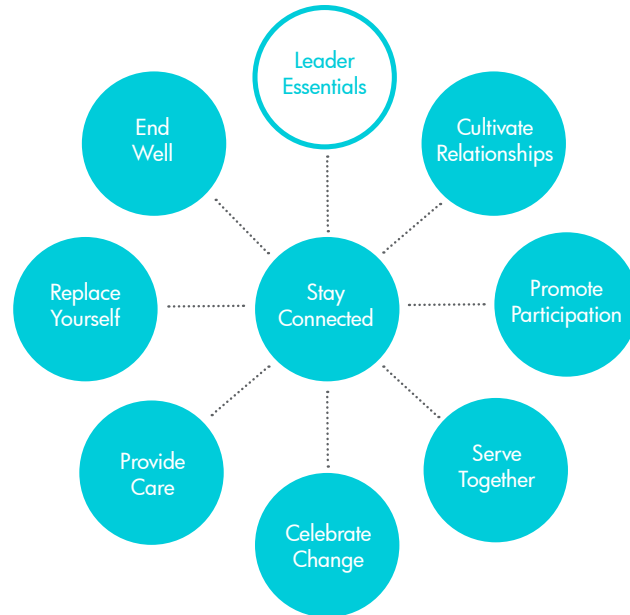 Leader
Essentials
Cultivate
Relationships
Promote
Participation
Serve
Together
Celebrate
Change
Provide
Care
Replace
Yourself
End
Well
Stay
Connected